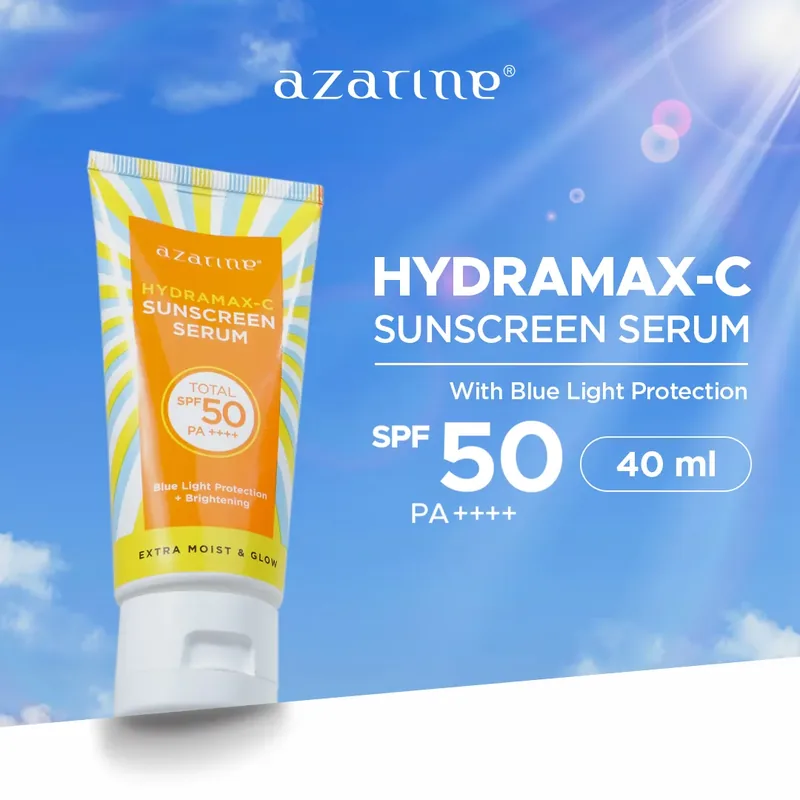 azarine®
azarine®
HYDRAMAX-C
SUNSCREEN
SERUM
TOTAL
SPF 50
PA ++++
Blue Light Protection
+ Brightening
EXTRA MOIST & GLOW
HYDRAMAX-C
SUNSCREEN SERUM
With Blue Light Protection
SPF 50
40 ml
PA++++